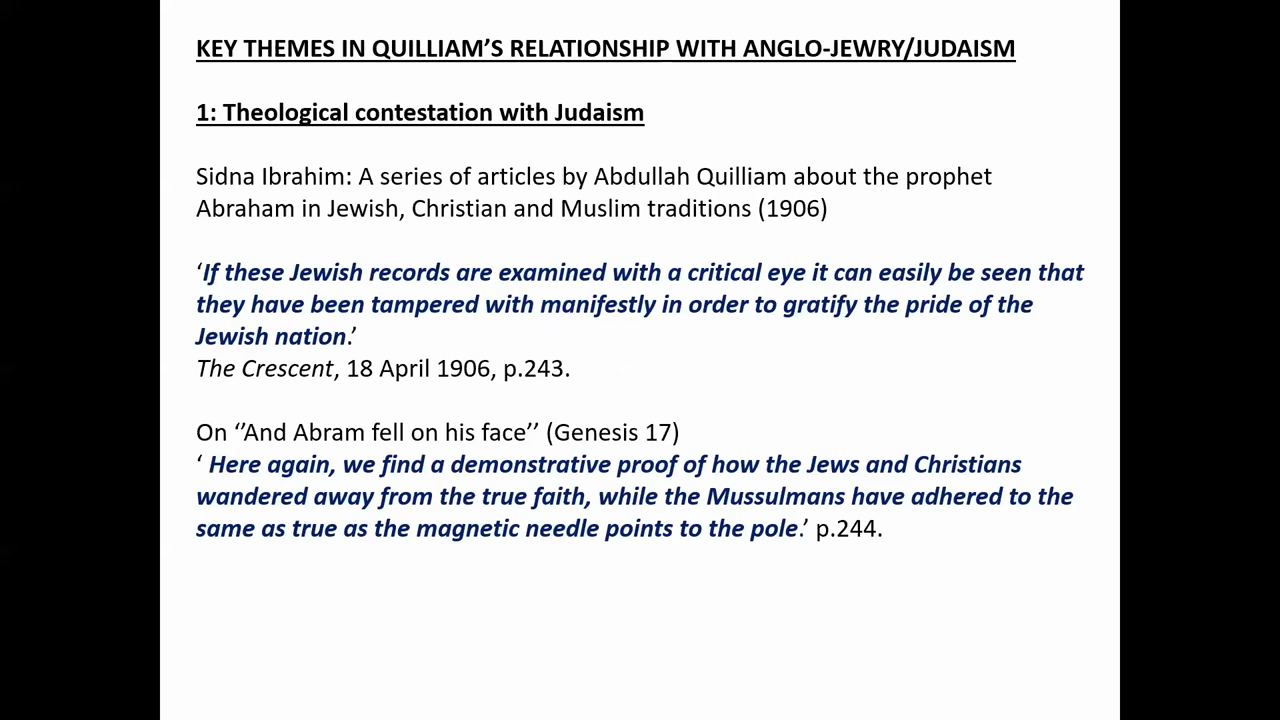 KEY THEMES IN QUILLIAM’S RELATIONSHIP WITH ANGLO-JEWRY/JUDAISM
1: Theological contestation with Judaism
Sidna Ibrahim: A series of articles by Abdullah Quilliam about the prophet
Abraham in Jewish, Christian and Muslim traditions (1906)
‘If these Jewish records are examined with a critical eye it can easily be seen that
they have been tampered with manifestly in order to gratify the pride of the
Jewish nation.’
The Crescent, 18 April 1906, p.243.
On ‘’And Abram fell on his face’’ (Genesis 17)
‘ Here again, we find a demonstrative proof of how the Jews and Christians
wandered away from the true faith, while the Mussulmans have adhered to the
same as true as the magnetic needle points to the pole.’ p.244.